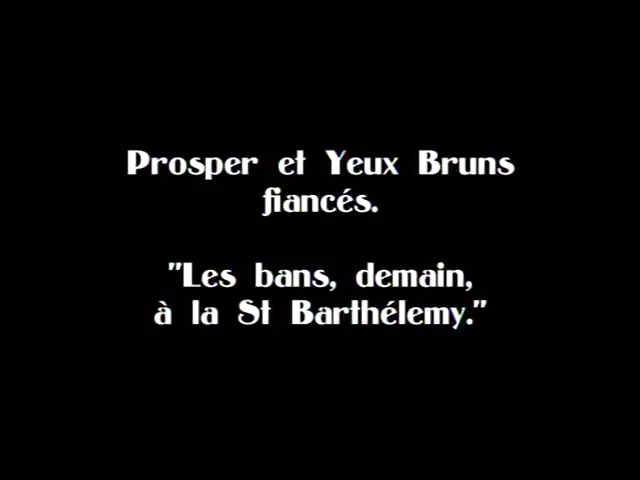 Prosper et Yeux Bruns
fiancés.
"Les bans, demain,
à la St Barthélemy."